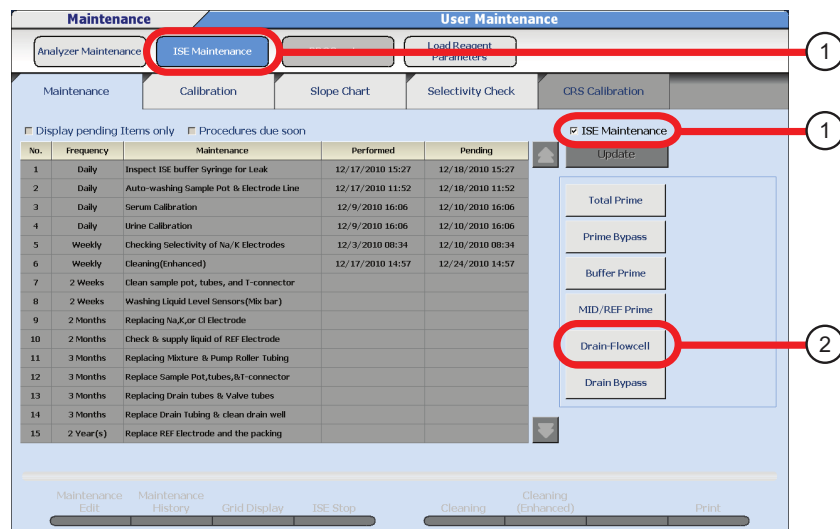 Maintenance User Maintenance
Analyzer Maintenance ISE Maintenance Load Reagent Parameters 1
Maintenance Calibration Slope Chart Selectivity Check CRS Calibration
Display pending Items only Procedures due soon ISE Maintenance 1
No. Frequency Maintenance Performed Pending Update
1 Daily Inspect ISE buffer Syringe for Leak 12/17/2010 15:27 12/18/2010 15:27
2 Daily Auto-washing Sample Pot & Electrode Line 12/17/2010 11:52 12/18/2010 11:52
3 Daily Serum Calibration 12/9/2010 16:06 12/10/2010 16:06
4 Daily Urine Calibration 12/9/2010 16:06 12/10/2010 16:06
5 Weekly Checking Selectivity of Na/K Electrodes 12/3/2010 08:34 12/10/2010 08:34
6 Weekly Cleaning(Enhanced) 12/17/2010 14:57 12/24/2010 14:57
7 2 Weeks Clean sample pot, tubes, and T-connector
8 2 Weeks Washing Liquid Level Sensors(Mix bar)
9 2 Months Replacing Na,K,or Cl Electrode
10 2 Months Check & supply liquid of REF Electrode
11 3 Months Replacing Mixture & Pump Roller Tubing
12 3 Months Replace Sample Pot,tubes,&T-connector
13 3 Months Replacing Drain tubes & Valve tubes
14 3 Months Replace Drain Tubing & clean drain well
15 2 Year(s) Replace REF Electrode and the packing
Total Prime
Prime Bypass
Buffer Prime
MID/REF Prime
Drain-Flowcell 2
Drain Bypass
Maintenance Edit Maintenance History Grid Display ISE Stop Cleaning Cleaning (Enhanced) Print